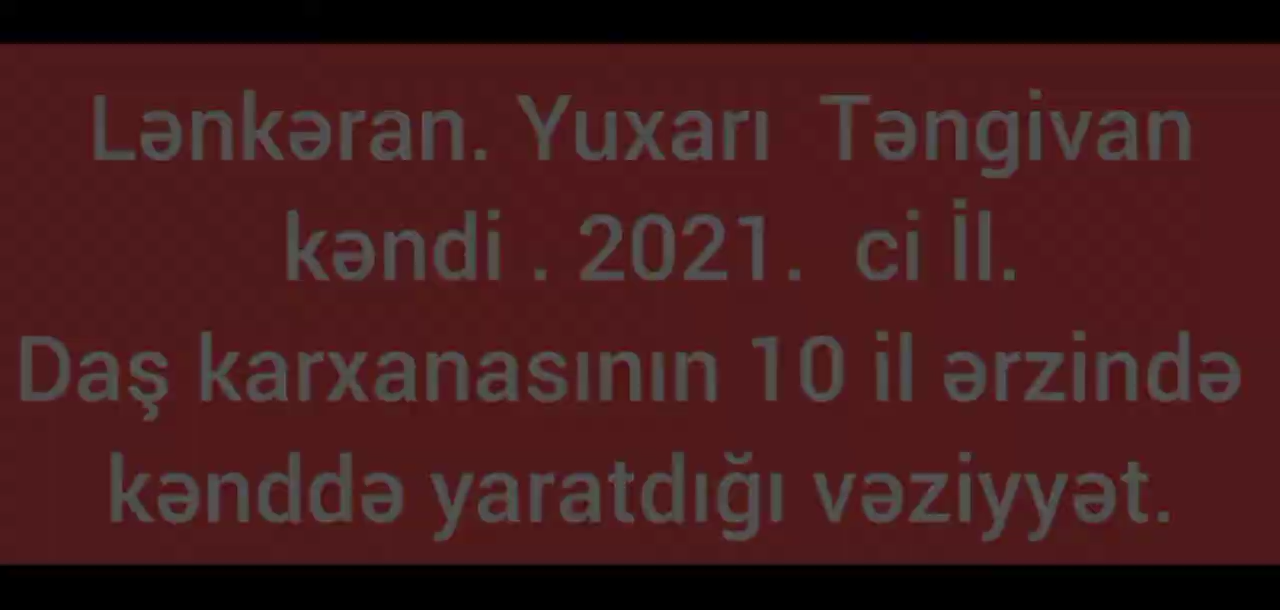 Lənkəran. Yuxarı Təngivan
kəndi . 2021. ci İl.
Daş karxanasının 10 il ərzində
kənddə yaratdığı vəziyyət.